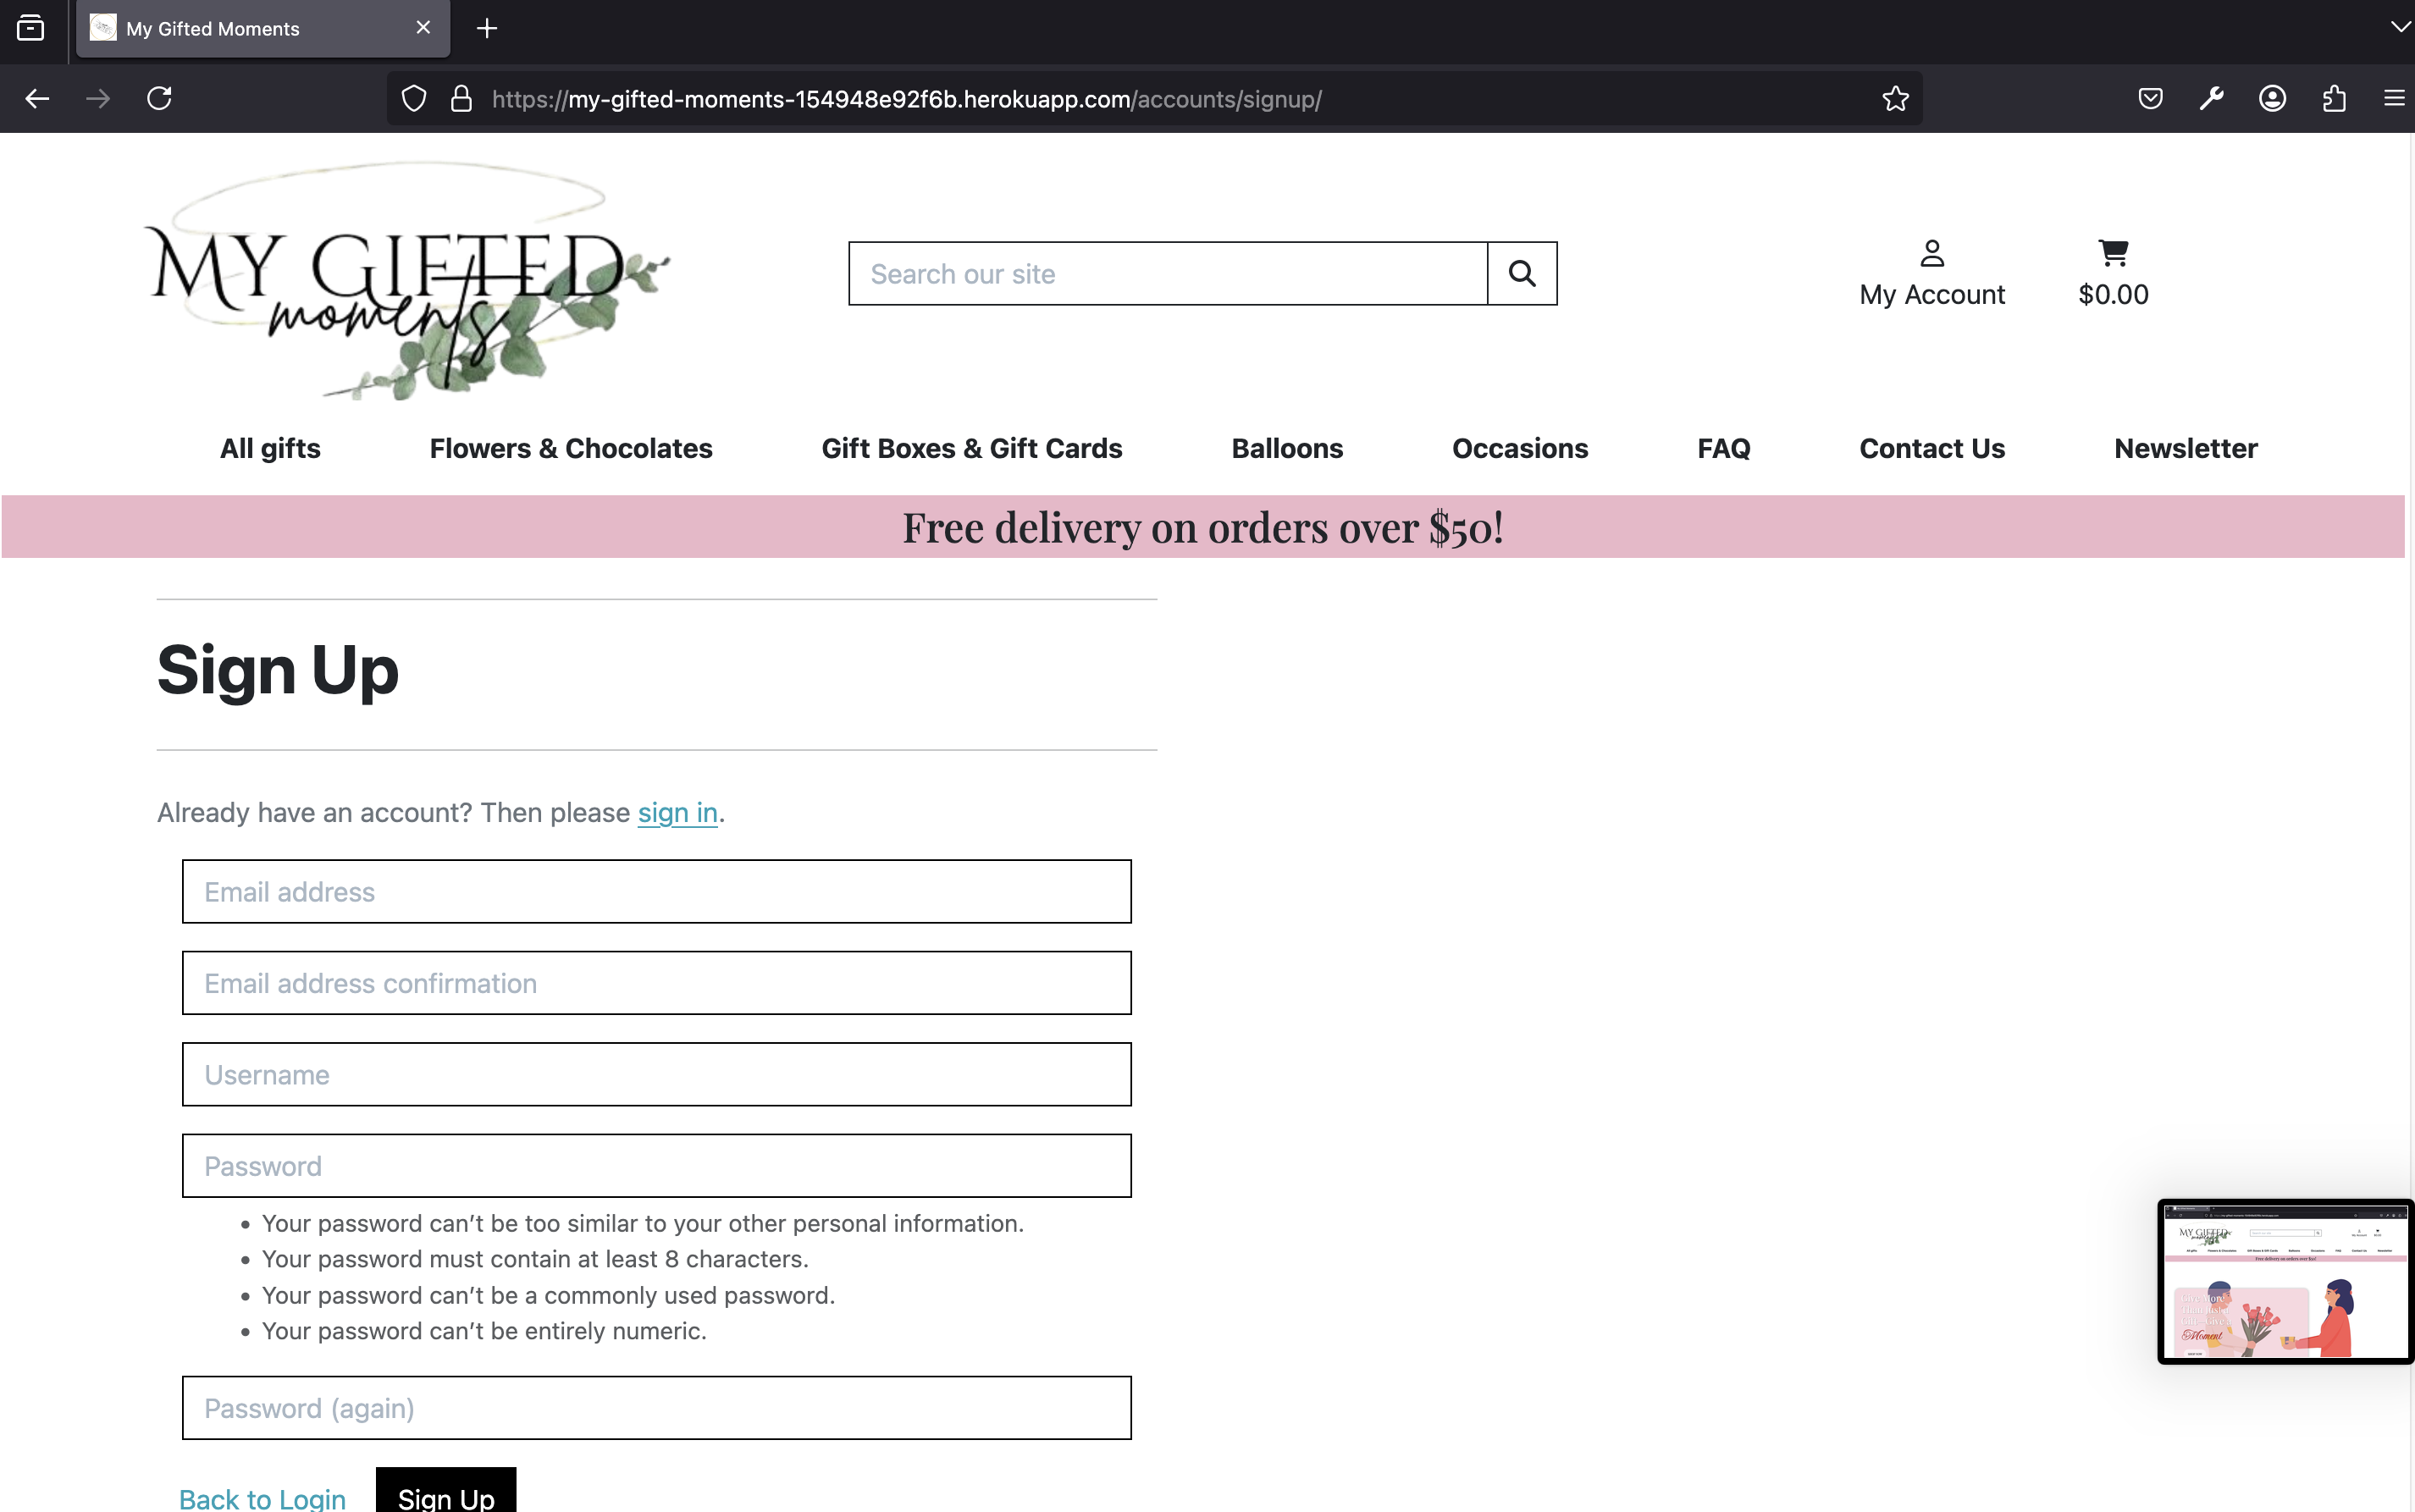 My Gifted Moments
https://my-gifted-moments-154948e92f6b.herokuapp.com/accounts/signup/
MY GIFTED
moments
Search our site
My Account
$0.00
All gifts Flowers & Chocolates Gift Boxes & Gift Cards Balloons Occasions FAQ Contact Us Newsletter
Free delivery on orders over $50!
Sign Up
Already have an account? Then please sign in.
Email address
Email address confirmation
Username
Password
• Your password can’t be too similar to your other personal information.
• Your password must contain at least 8 characters.
• Your password can’t be a commonly used password.
• Your password can’t be entirely numeric.
Password (again)
Back to Login Sign Up
MY GIFTED
moments
Moment